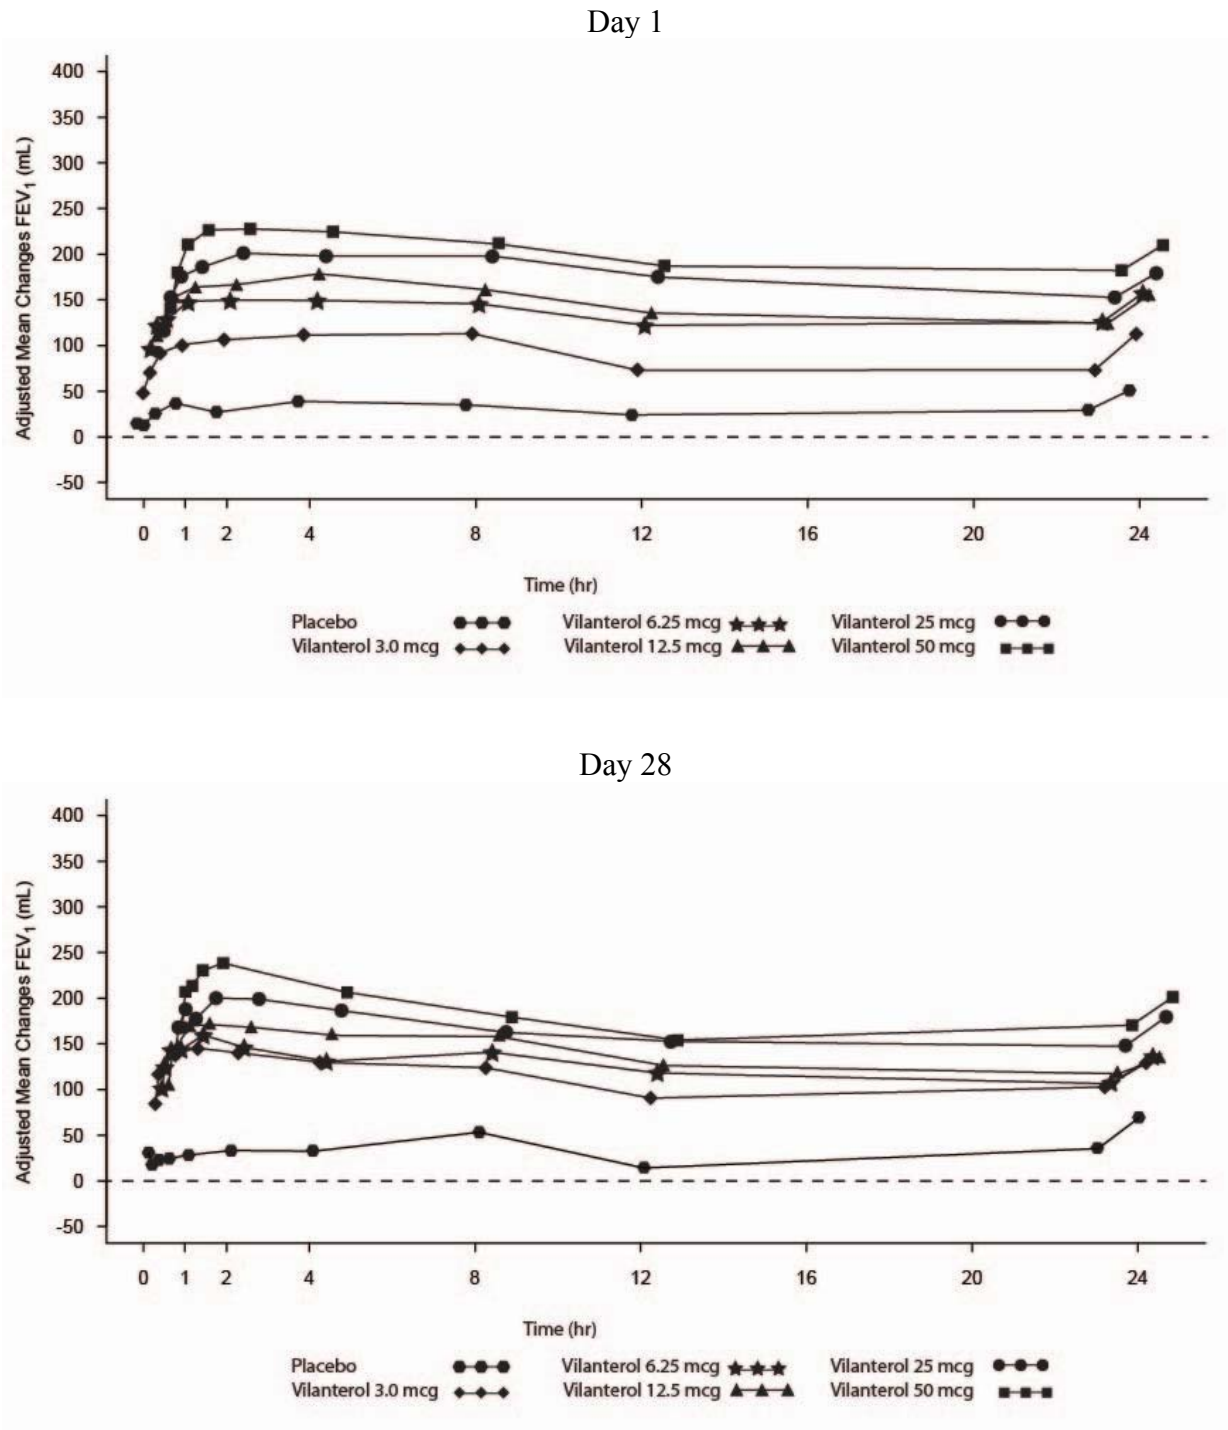 Day 1
Adjusted Mean Changes FEV1 (mL)
400
350
300
250
200
150
100
50
0
-50
0 1 2 4 8 12 16 20 24
Time (hr)
Placebo Vilanterol 6.25 mcg Vilanterol 25 mcg
Vilanterol 3.0 mcg Vilanterol 12.5 mcg Vilanterol 50 mcg
Day 28
Adjusted Mean Changes FEV1 (mL)
400
350
300
250
200
150
100
50
0
-50
0 1 2 4 8 12 16 20 24
Time (hr)
Placebo Vilanterol 6.25 mcg Vilanterol 25 mcg
Vilanterol 3.0 mcg Vilanterol 12.5 mcg Vilanterol 50 mcg